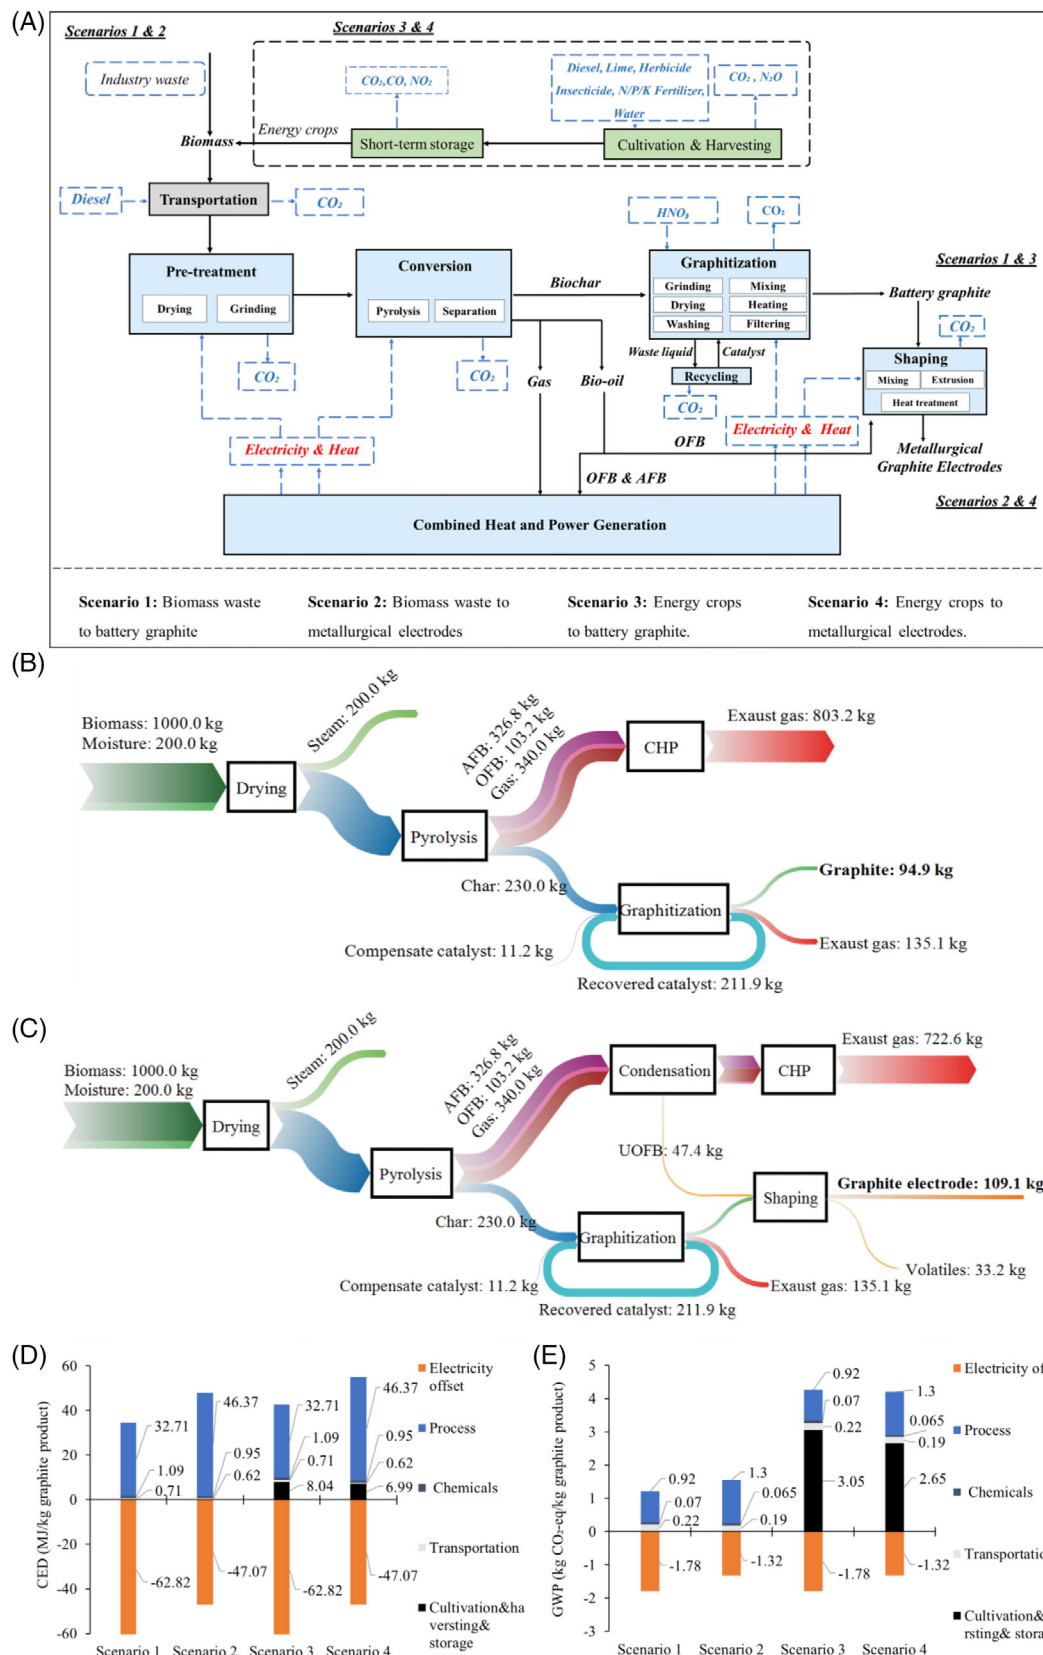 (A)
Scenarios 1 & 2
Scenarios 3 & 4
Industry waste
CO₂,CO, NO₂
Diesel, Lime, Herbicide
Insecticide, N/P/K Fertilizer,
Water
CO₂ , N₂O
Energy crops
Biomass
Short-term storage
Cultivation & Harvesting
Diesel
Transportation
CO₂
HNO₃
CO₂
Scenarios 1 & 3
Pre-treatment
Drying
Grinding
Conversion
Pyrolysis
Separation
Biochar
Graphitization
Grinding
Mixing
Drying
Heating
Washing
Filtering
Battery graphite
CO₂
Waste liquid
Catalyst
Shaping
Mixing
Extrusion
Heat treatment
CO₂
CO₂
Gas
Bio-oil
Recycling
CO₂
Electricity & Heat
Electricity & Heat
OFB
Metallurgical
Graphite Electrodes
OFB & AFB
Scenarios 2 & 4
Combined Heat and Power Generation
Scenario 1: Biomass waste
to battery graphite
Scenario 2: Biomass waste to
metallurgical electrodes
Scenario 3: Energy crops
to battery graphite.
Scenario 4: Energy crops to
metallurgical electrodes.
(B)
Biomass: 1000.0 kg
Moisture: 200.0 kg
Steam: 200.0 kg
Drying
AFB: 326.8 kg
OFB: 103.2 kg
Gas: 340.0 kg
Pyrolysis
CHP
Exaust gas: 803.2 kg
Char: 230.0 kg
Graphitization
Graphite: 94.9 kg
Compensate catalyst: 11.2 kg
Exaust gas: 135.1 kg
Recovered catalyst: 211.9 kg
(C)
Biomass: 1000.0 kg
Moisture: 200.0 kg
Steam: 200.0 kg
Drying
AFB: 326.8 kg
OFB: 103.2 kg
Gas: 340.0 kg
Pyrolysis
Condensation
CHP
Exaust gas: 722.6 kg
UOFB: 47.4 kg
Shaping
Graphite electrode: 109.1 kg
Char: 230.0 kg
Graphitization
Volatiles: 33.2 kg
Compensate catalyst: 11.2 kg
Exaust gas: 135.1 kg
Recovered catalyst: 211.9 kg
(D)
CED (MJ/kg graphite product)
60
40
20
0
-20
-40
-60
32.71
1.09
0.71
-62.82
46.37
0.95
0.62
-47.07
32.71
1.09
0.71
8.04
-62.82
46.37
0.95
0.62
6.99
-47.07
Scenario 1
Scenario 2
Scenario 3
Scenario 4
Electricity
offset
Process
Chemicals
Transportation
Cultivation&ha
versting&
storage
(E)
GWP (kg CO₂-eq/kg graphite product)
5
4
3
2
1
0
-1
-2
-3
0.92
0.07
0.22
-1.78
1.3
0.065
0.19
-1.32
0.92
0.07
0.22
3.05
-1.78
1.3
0.065
0.19
2.65
-1.32
Scenario 1
Scenario 2
Scenario 3
Scenario 4
Electricity of
Process
Chemicals
Transportatio
Cultivation&
rsting& stora